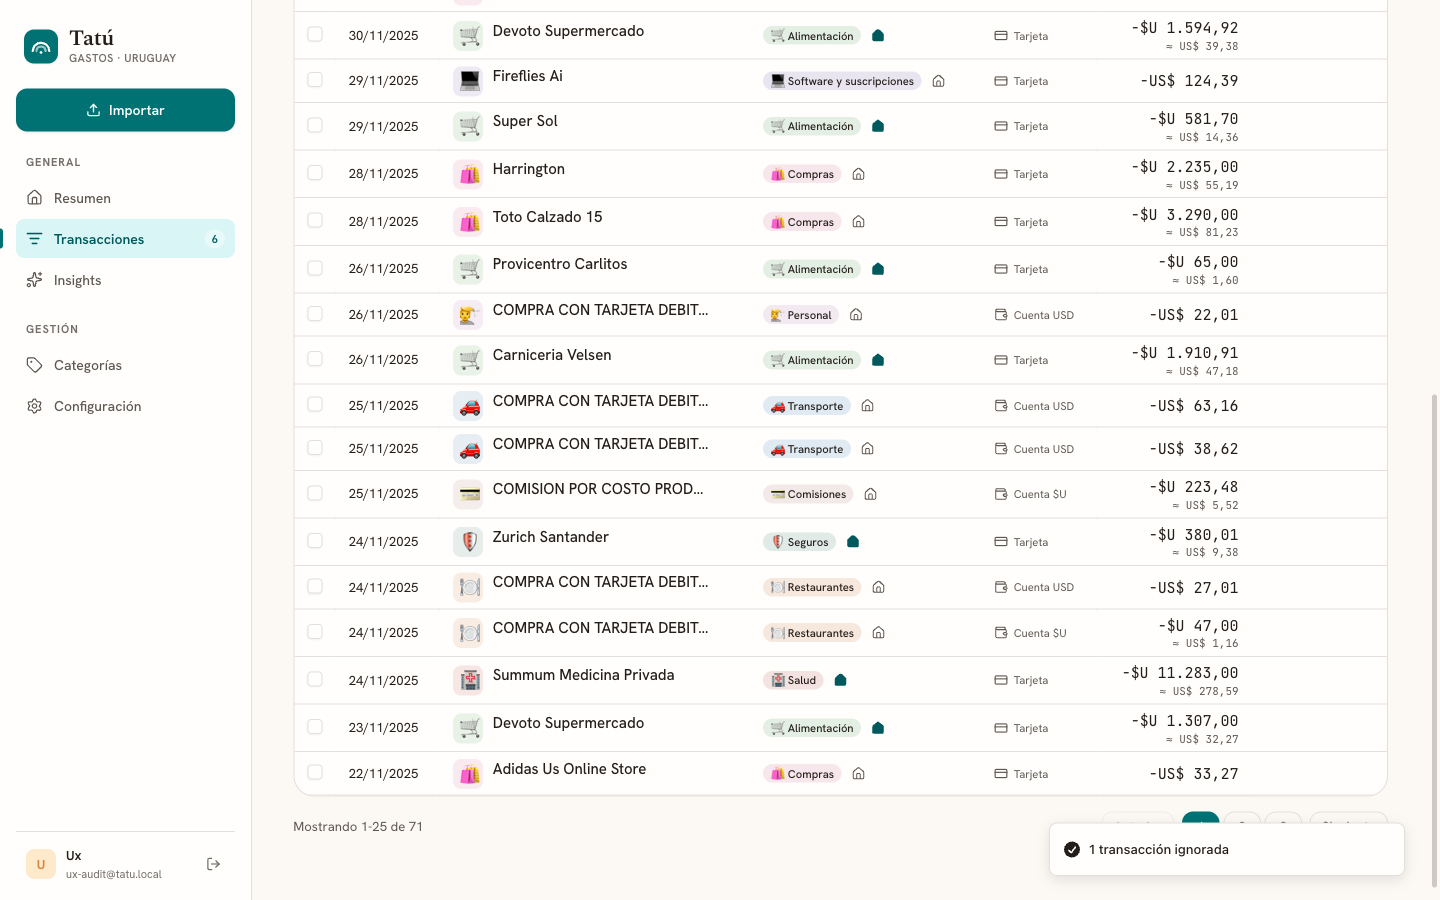 Tatú
GASTOS · URUGUAY
Importar
GENERAL
Resumen
Transacciones 6
Insights
GESTIÓN
Categorías
Configuración
Ux
U
ux-audit@tatu.local
30/11/2025 Devoto Supermercado Alimentación Tarjeta -$U 1.594,92
≈ US$ 39,38
29/11/2025 Fireflies Ai Software y suscripciones Tarjeta -US$ 124,39
29/11/2025 Super Sol Alimentación Tarjeta -$U 581,70
≈ US$ 14,36
28/11/2025 Harrington Compras Tarjeta -$U 2.235,00
≈ US$ 55,19
28/11/2025 Toto Calzado 15 Compras Tarjeta -$U 3.290,00
≈ US$ 81,23
26/11/2025 Provicentro Carlitos Alimentación Tarjeta -$U 65,00
≈ US$ 1,60
26/11/2025 COMPRA CON TARJETA DEBIT... Personal Cuenta USD -US$ 22,01
26/11/2025 Carniceria Velsen Alimentación Tarjeta -$U 1.910,91
≈ US$ 47,18
25/11/2025 COMPRA CON TARJETA DEBIT... Transporte Cuenta USD -US$ 63,16
25/11/2025 COMPRA CON TARJETA DEBIT... Transporte Cuenta USD -US$ 38,62
25/11/2025 COMISION POR COSTO PROD... Comisiones Cuenta $U -$U 223,48
≈ US$ 5,52
24/11/2025 Zurich Santander Seguros Tarjeta -$U 380,01
≈ US$ 9,38
24/11/2025 COMPRA CON TARJETA DEBIT... Restaurantes Cuenta USD -US$ 27,01
24/11/2025 COMPRA CON TARJETA DEBIT... Restaurantes Cuenta $U -$U 47,00
≈ US$ 1,16
24/11/2025 Summum Medicina Privada Salud Tarjeta -$U 11.283,00
≈ US$ 278,59
23/11/2025 Devoto Supermercado Alimentación Tarjeta -$U 1.307,00
≈ US$ 32,27
22/11/2025 Adidas Us Online Store Compras Tarjeta -US$ 33,27
Mostrando 1-25 de 71
1 transacción ignorada